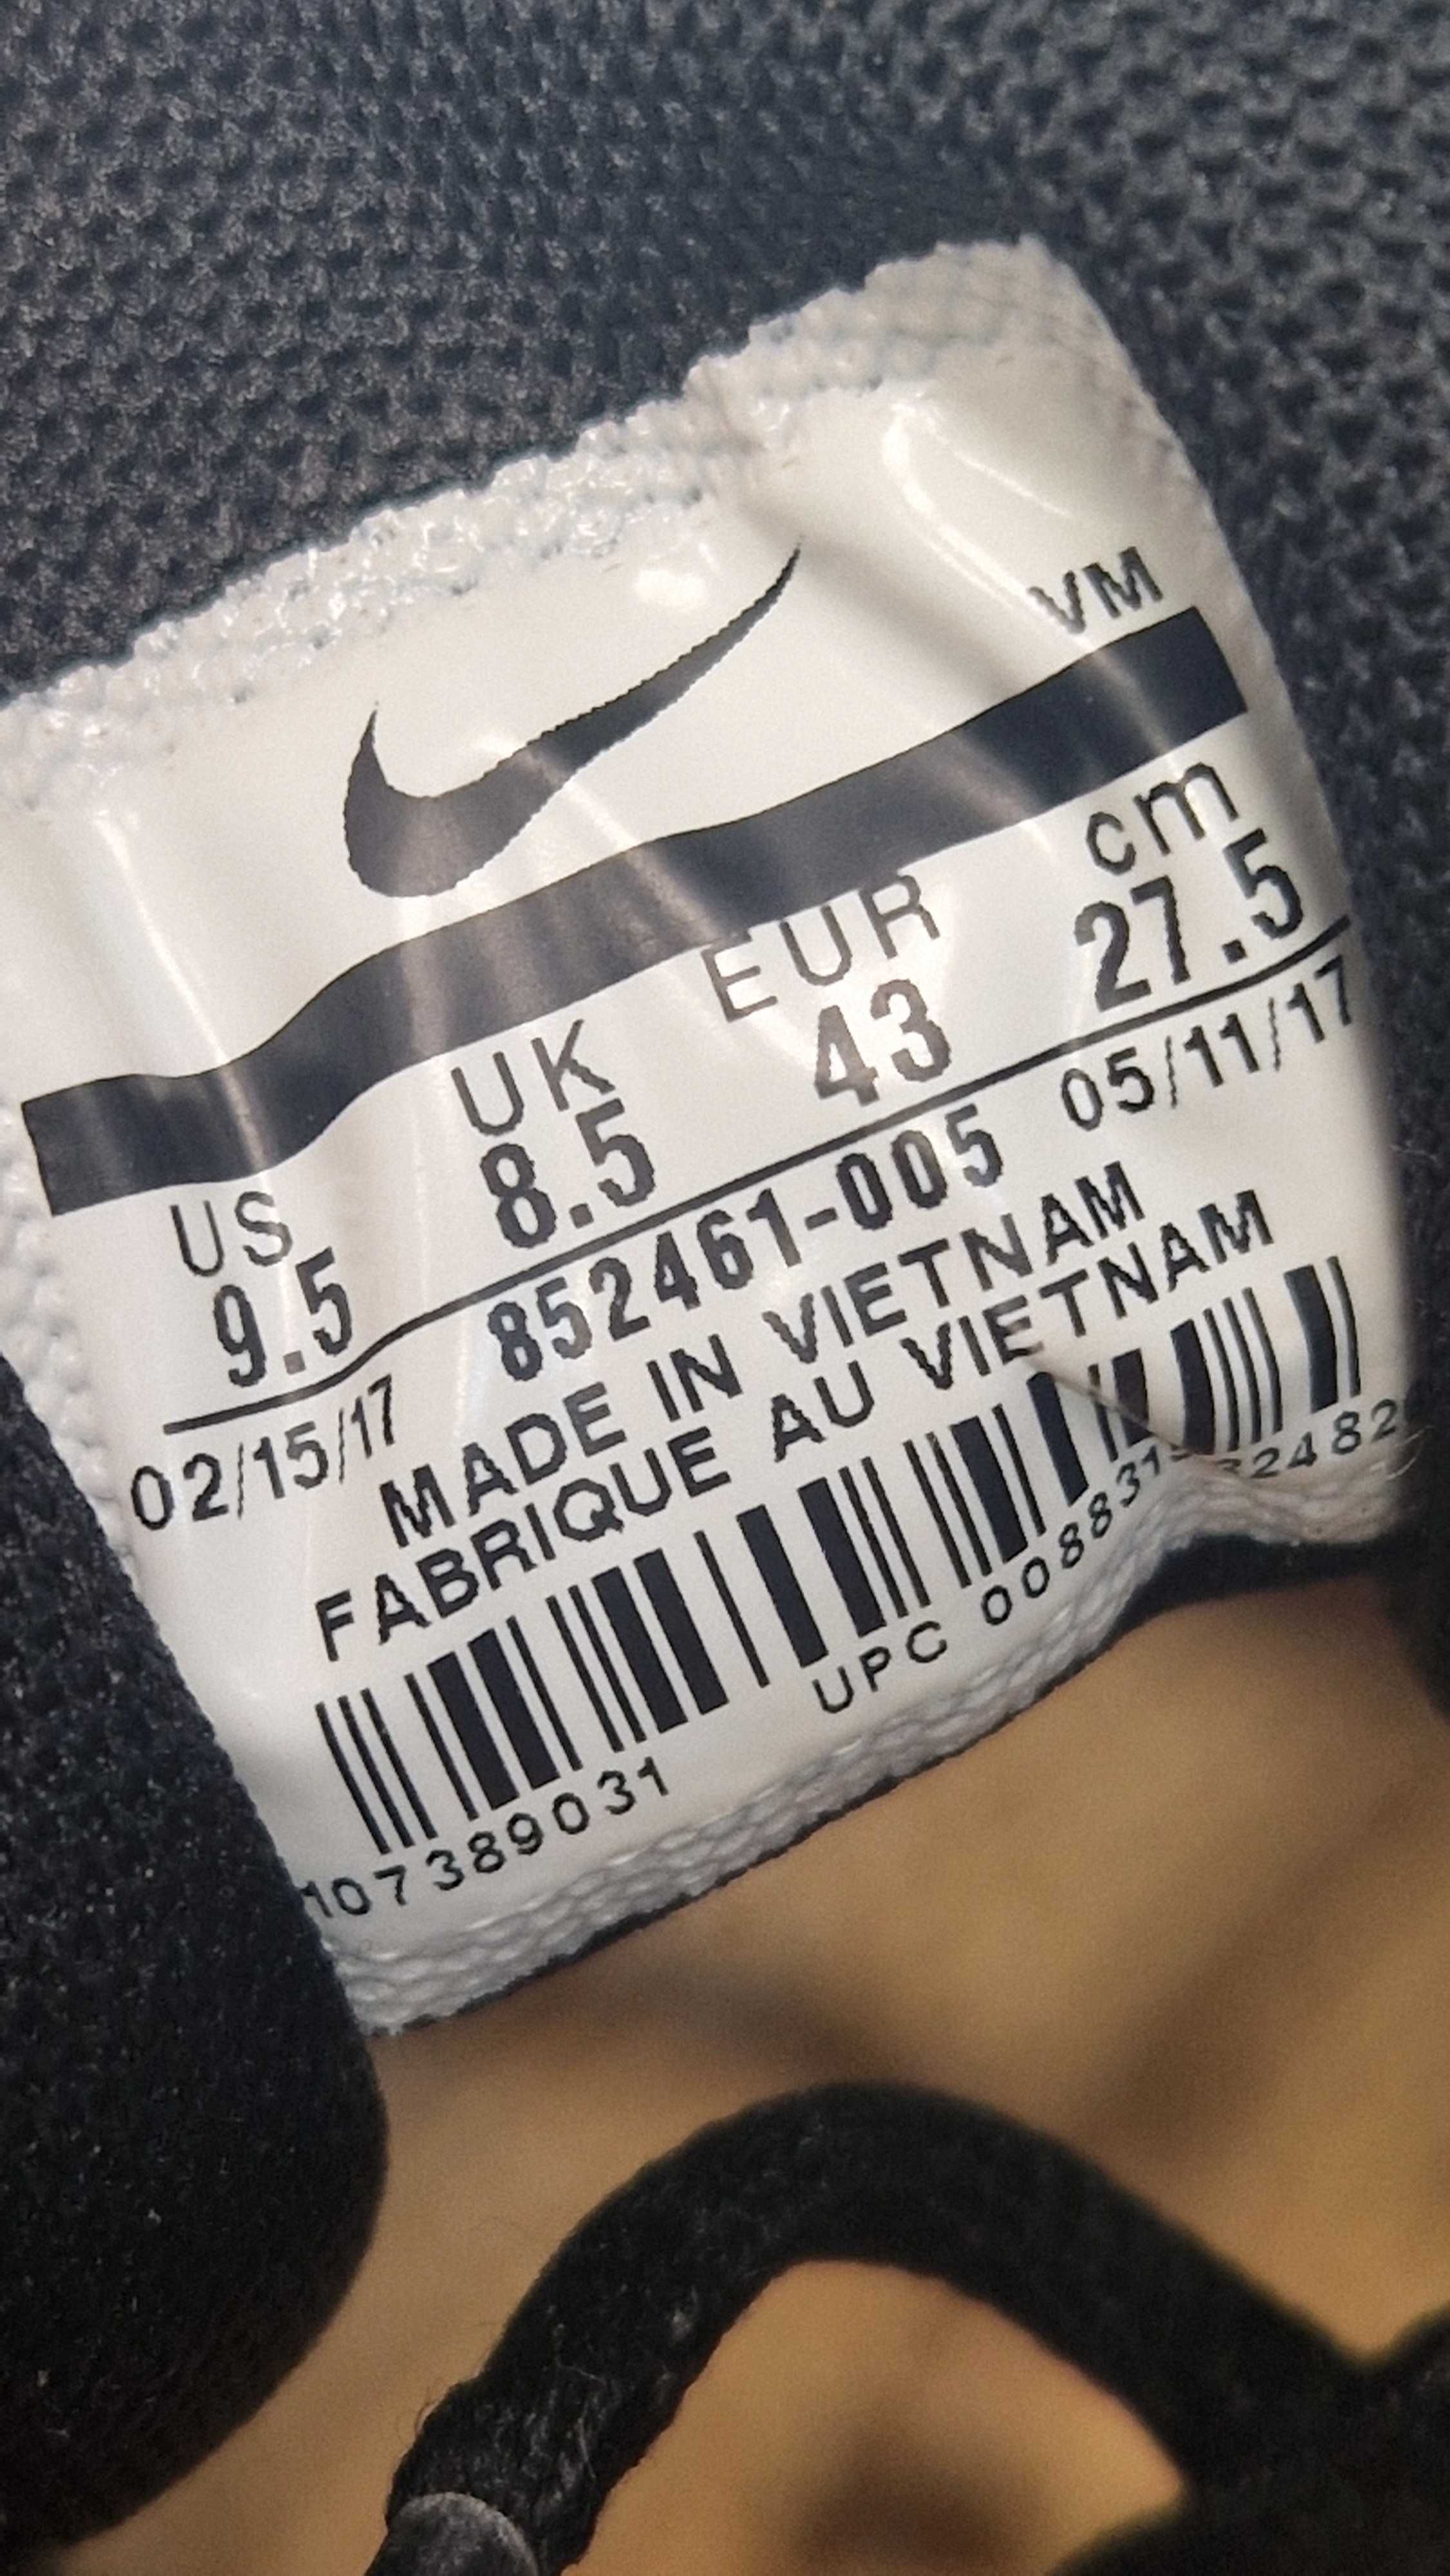 VM
US UK EUR cm
9.5 8.5 43 27.5
02/15/17 852461-005 05/11/17
MADE IN VIETNAM
FABRIQUE AU VIETNAM
107389031 UPC